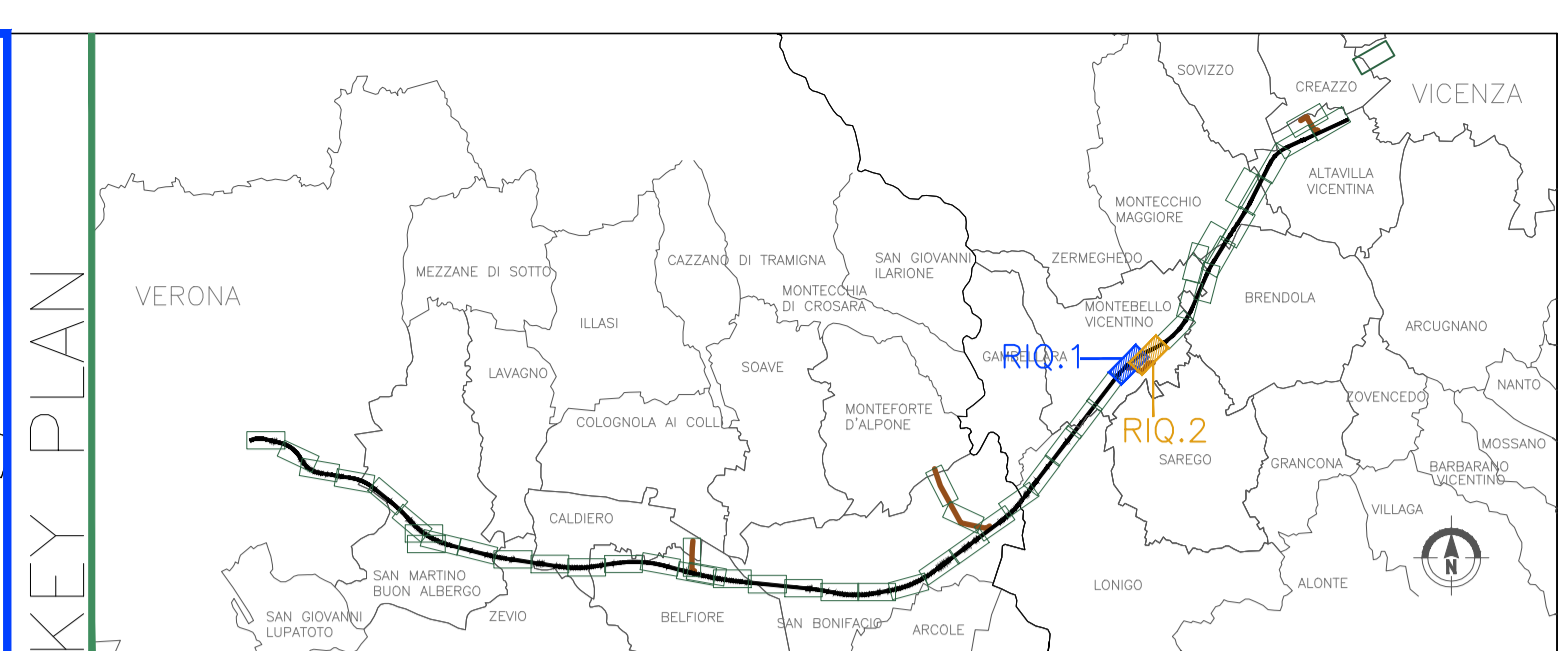 KEY PLAN
SOVIZZO
CREAZZO
VICENZA
ALTAVILLA
VICENTINA
MONTECCHIO
MAGGIORE
ZERMEGHEDO
CAZZANO DI TRAMIGNA
SAN GIOVANNI
ILARIONE
MEZZANE DI SOTTO
VERONA
MONTECCHIA
DI CROSARA
MONTEBELLO
VICENTINO
BRENDOLA
ILLASI
ARCUGNANO
GAMBELLARA
RIQ.1
SOAVE
LAVAGNO
NANTO
ZOVENCEDO
MONTEFORTE
D'ALPONE
COLOGNOLA AI COLLI
RIQ.2
SAREGO
MOSSANO
GRANCONA
BARBARANO
VICENTINO
VILLAGA
CALDIERO
N
SAN MARTINO
BUON ALBERGO
LONIGO
ALONTE
SAN GIOVANNI
LUPATOTO
ZEVIO
BELFIORE
SAN BONIFACIO
ARCOLE